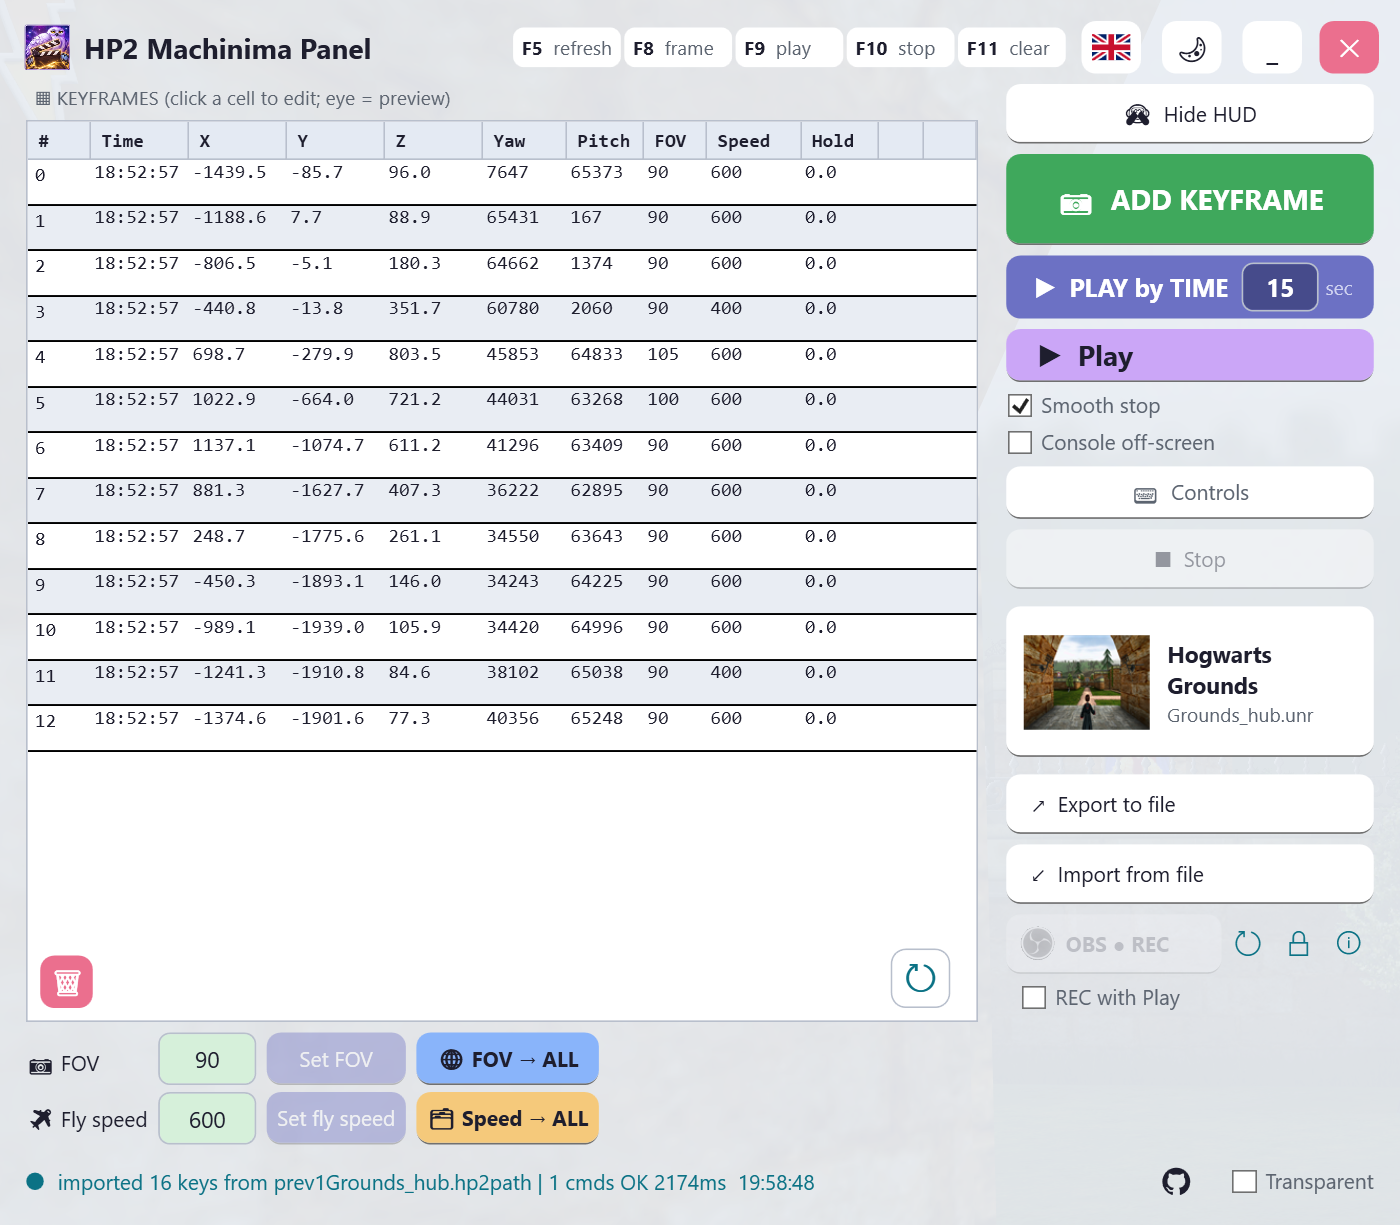 HP2 Machinima Panel
F5 refresh
F8 frame
F9 play
F10 stop
F11 clear
_
KEYFRAMES (click a cell to edit; eye = preview)
# Time X Y Z Yaw Pitch FOV Speed Hold
0 18:52:57 -1439.5 -85.7 96.0 7647 65373 90 600 0.0
1 18:52:57 -1188.6 7.7 88.9 65431 167 90 600 0.0
2 18:52:57 -806.5 -5.1 180.3 64662 1374 90 600 0.0
3 18:52:57 -440.8 -13.8 351.7 60780 2060 90 400 0.0
4 18:52:57 698.7 -279.9 803.5 45853 64833 105 600 0.0
5 18:52:57 1022.9 -664.0 721.2 44031 63268 100 600 0.0
6 18:52:57 1137.1 -1074.7 611.2 41296 63409 90 600 0.0
7 18:52:57 881.3 -1627.7 407.3 36222 62895 90 600 0.0
8 18:52:57 248.7 -1775.6 261.1 34550 63643 90 600 0.0
9 18:52:57 -450.3 -1893.1 146.0 34243 64225 90 600 0.0
10 18:52:57 -989.1 -1939.0 105.9 34420 64996 90 600 0.0
11 18:52:57 -1241.3 -1910.8 84.6 38102 65038 90 400 0.0
12 18:52:57 -1374.6 -1901.6 77.3 40356 65248 90 600 0.0
Hide HUD
ADD KEYFRAME
PLAY by TIME 15 sec
Play
Smooth stop
Console off-screen
Controls
Stop
Hogwarts
Grounds
Grounds_hub.unr
Export to file
Import from file
OBS ● REC
REC with Play
FOV 90 Set FOV FOV → ALL
Fly speed 600 Set fly speed Speed → ALL
imported 16 keys from prev1Grounds_hub.hp2path | 1 cmds OK 2174ms 19:58:48
Transparent